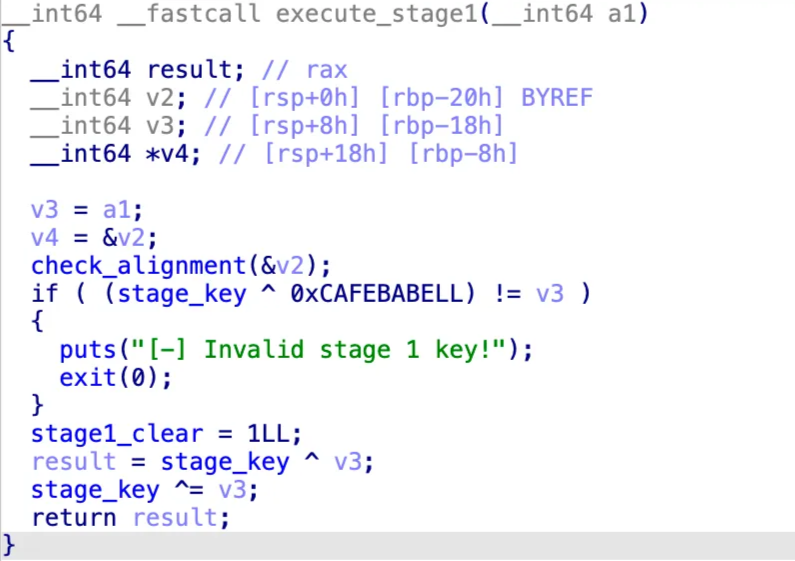 __int64 __fastcall execute_stage1(__int64 a1)
{
  __int64 result; // rax
  __int64 v2; // [rsp+0h] [rbp-20h] BYREF
  __int64 v3; // [rsp+8h] [rbp-18h]
  __int64 *v4; // [rsp+18h] [rbp-8h]

  v3 = a1;
  v4 = &v2;
  check_alignment(&v2);
  if ( (stage_key ^ 0xCAFEBABELL) != v3 )
  {
    puts("[-] Invalid stage 1 key!");
    exit(0);
  }
  stage1_clear = 1LL;
  result = stage_key ^ v3;
  stage_key ^= v3;
  return result;
}